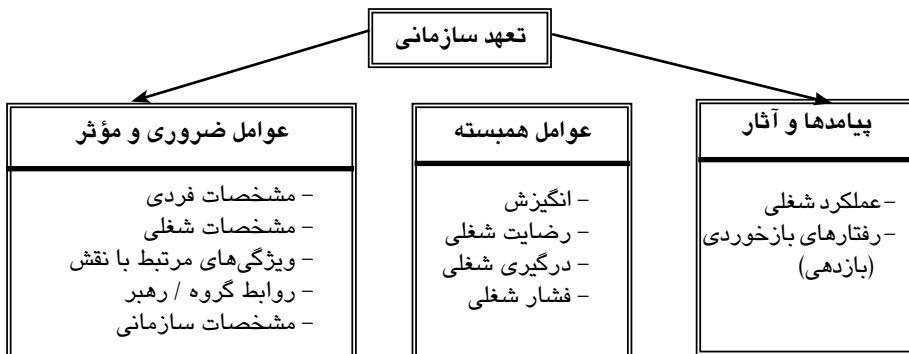 تعهد سازمانی
پیامدها و آثار
-عملکرد شغلی
-رفتارهای بازخوردی
(بازدهی)
عوامل همبسته
- انگیزش
- رضایت شغلی
- درگیری شغلی
- فشار شغلی
عوامل ضروری و مؤثر
- مشخصات فردی
- مشخصات شغلی
- ویژگی‌های مرتبط با نقش
- روابط گروه / رهبر
- مشخصات سازمانی